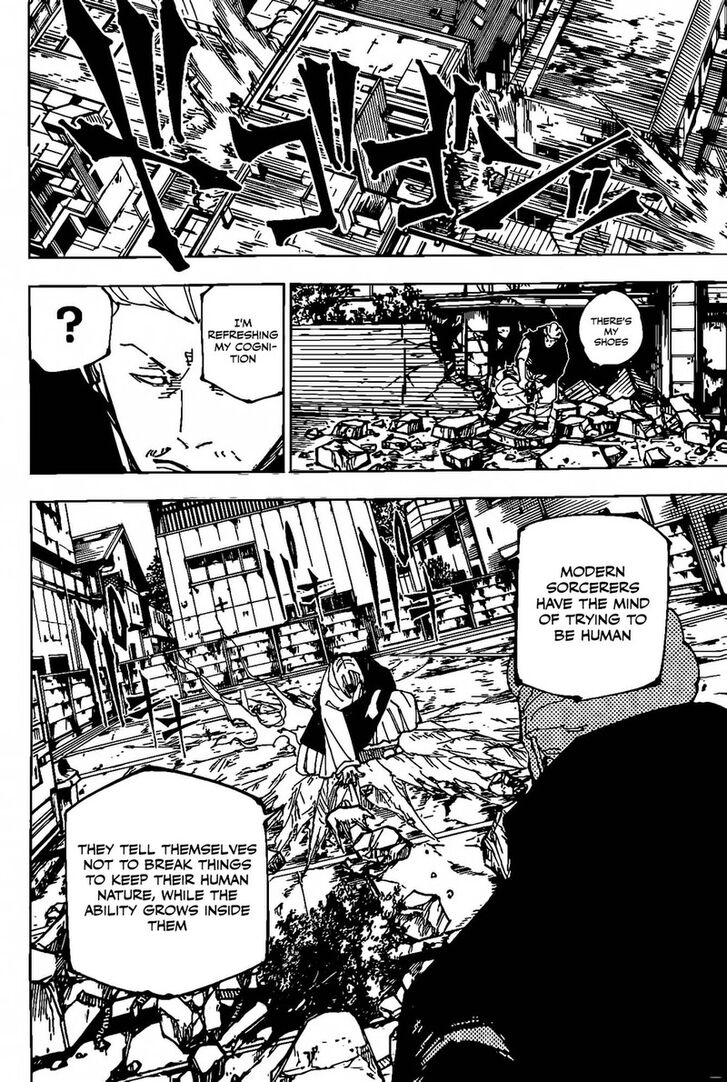 THERE'S
MY
SHOES
I'M
REFRESHING
MY COGNI-
TION
?
MODERN
SORCERERS
HAVE THE MIND
OF TRYING TO
BE HUMAN
THEY TELL THEMSELVES
NOT TO BREAK THINGS
TO KEEP THEIR HUMAN
NATURE, WHILE THE
ABILITY GROWS INSIDE
THEM